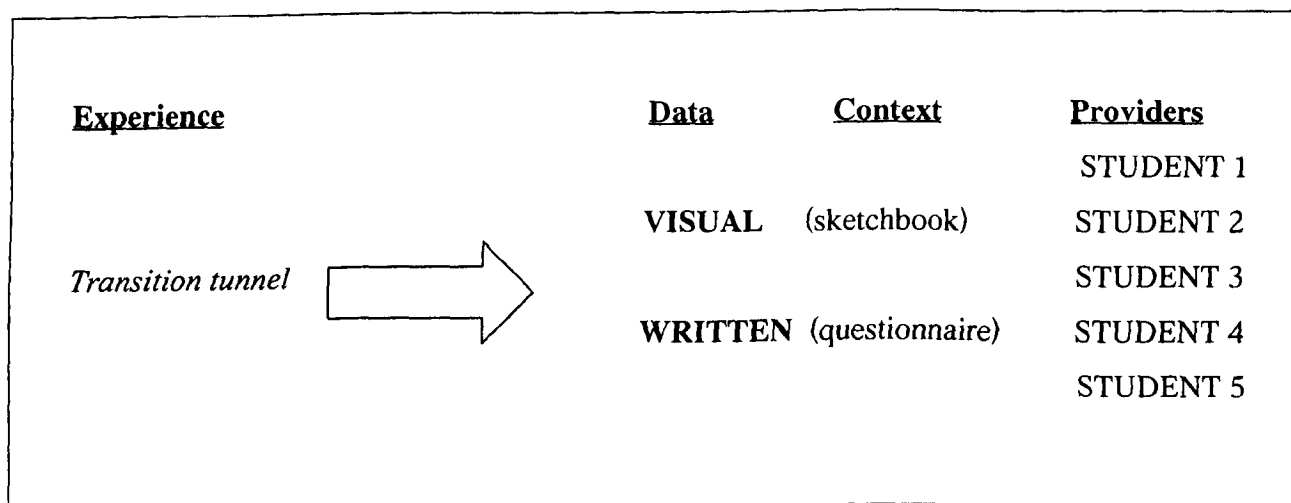 Experience Data Context Providers
STUDENT 1
VISUAL (sketchbook) STUDENT 2
Transition tunnel STUDENT 3
WRITTEN (questionnaire) STUDENT 4
STUDENT 5